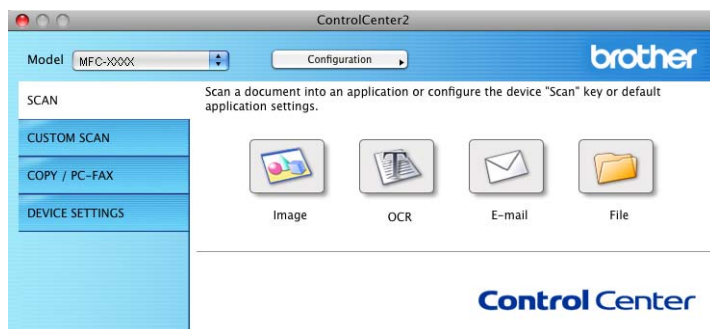 ControlCenter2
Model MFC-XXXX Configuration brother
SCAN
Scan a document into an application or configure the device "Scan" key or default
application settings.
CUSTOM SCAN
COPY / PC-FAX
DEVICE SETTINGS
Image OCR E-mail File
Control Center